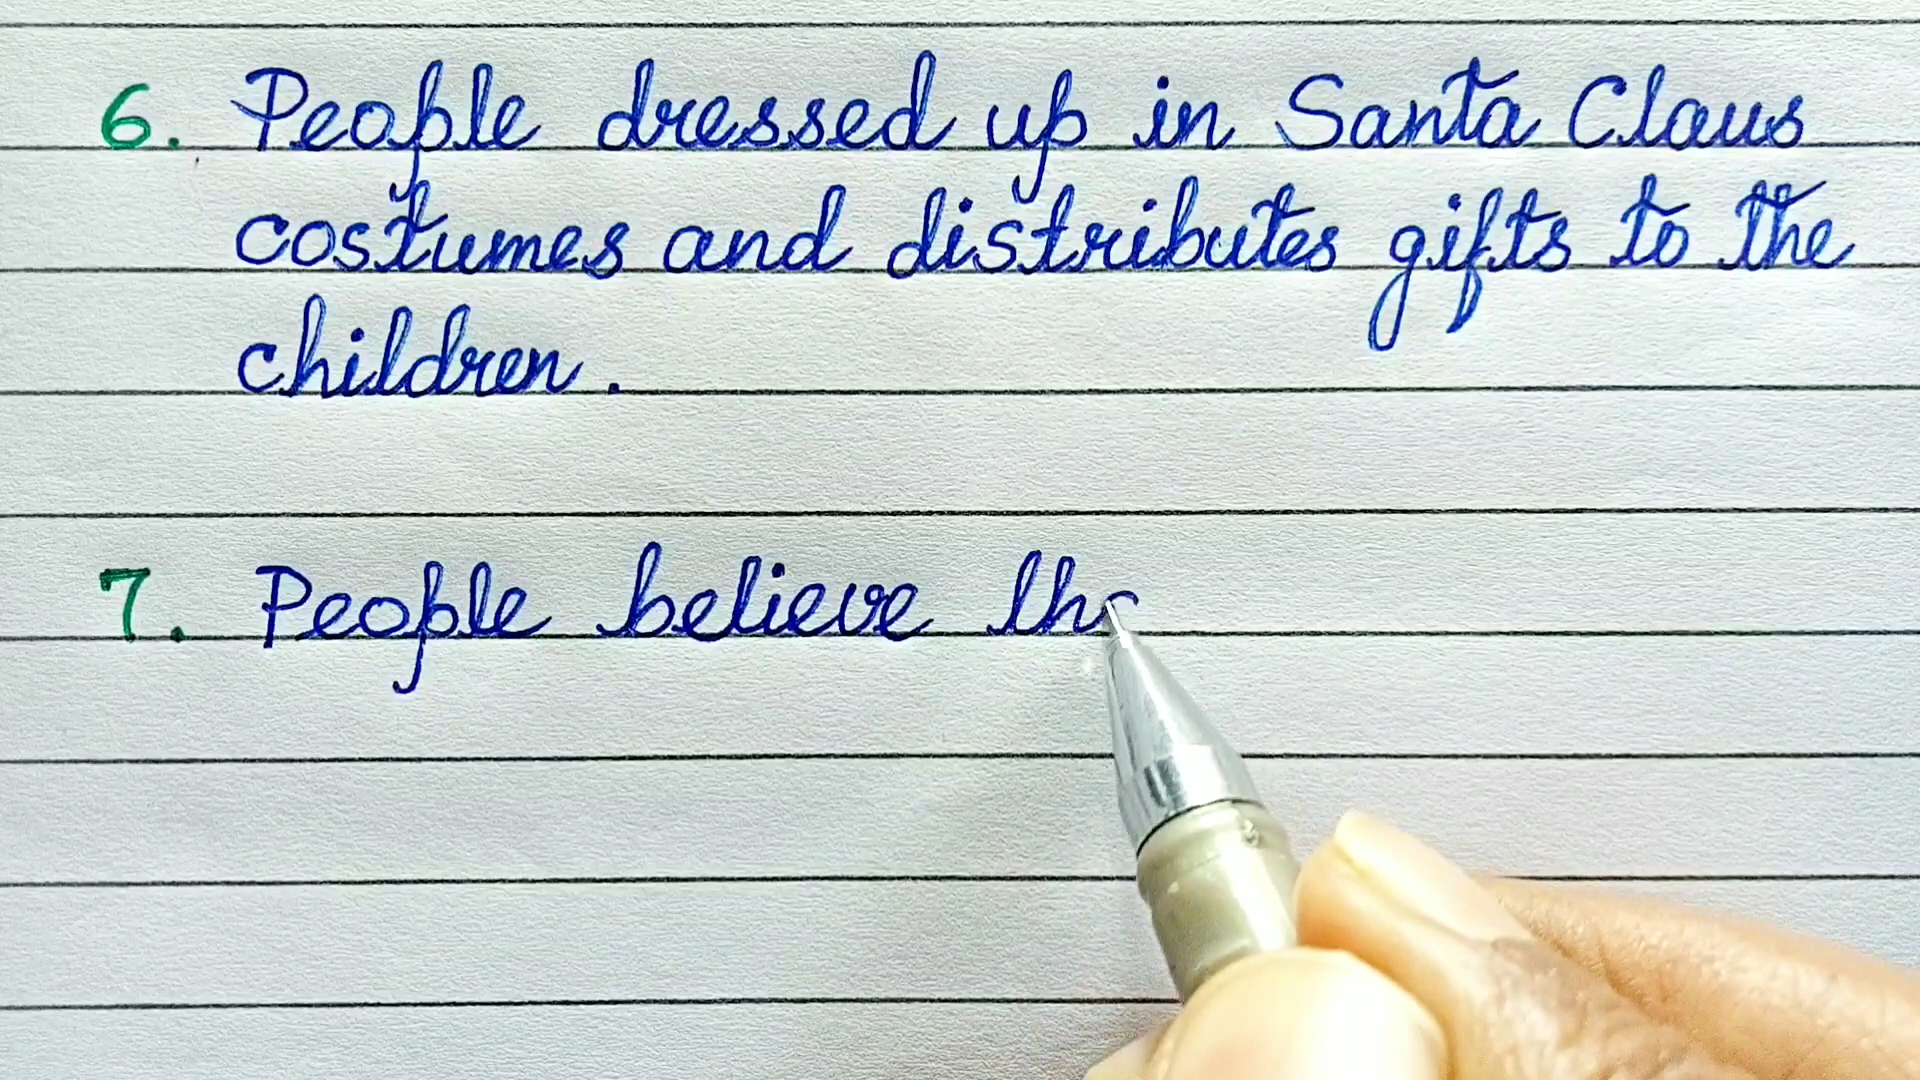 6. People dressed up in Santa Claus
costumes and distributes gifts to the
children.
7. People believe